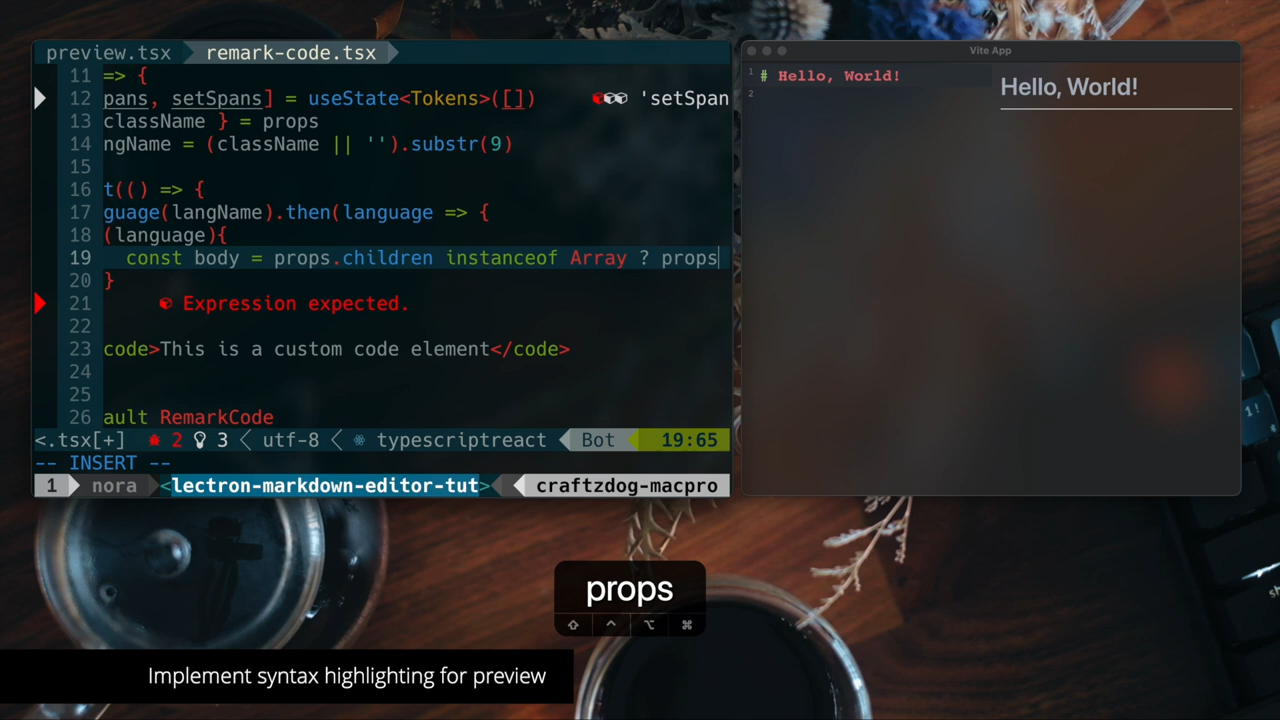 preview.tsx remark-code.tsx
11 => {
12 pans, setSpans] = useState<Tokens>([]) 'setSpan
13 className } = props
14 ngName = (className || '').substr(9)
15
16 t(() => {
17 guage(langName).then(language => {
18 (language){
19 const body = props.children instanceof Array ? props
20 }
21 Expression expected.
22
23 code>This is a custom code element</code>
24
25
26 ault RemarkCode
<.tsx[+] 2 3 utf-8 typescriptreact Bot 19:65
-- INSERT --
1 nora <lectron-markdown-editor-tut> craftzdog-macpro
Vite App
1 # Hello, World!
2
Hello, World!
props
⇧ ^ ⌥ ⌘
Implement syntax highlighting for preview
1!
sh